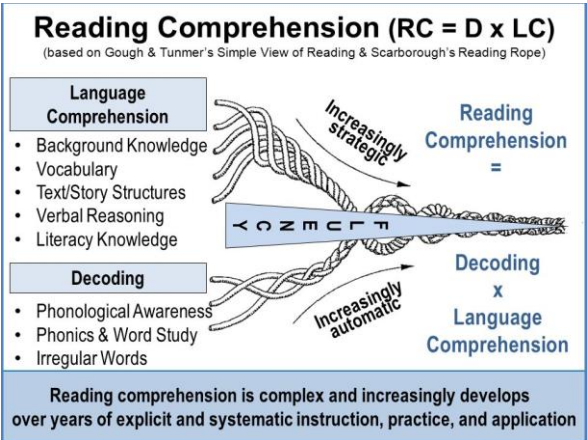 Reading Comprehension (RC = D x LC)
(based on Gough & Tunmer's Simple View of Reading & Scarborough's Reading Rope)
Language
Comprehension
• Background Knowledge
• Vocabulary
• Text/Story Structures
• Verbal Reasoning
• Literacy Knowledge
Decoding
• Phonological Awareness
• Phonics & Word Study
• Irregular Words
Increasingly
strategic
FLUENCY
Increasingly
automatic
Reading
Comprehension
=
Decoding
x
Language
Comprehension
Reading comprehension is complex and increasingly develops
over years of explicit and systematic instruction, practice, and application